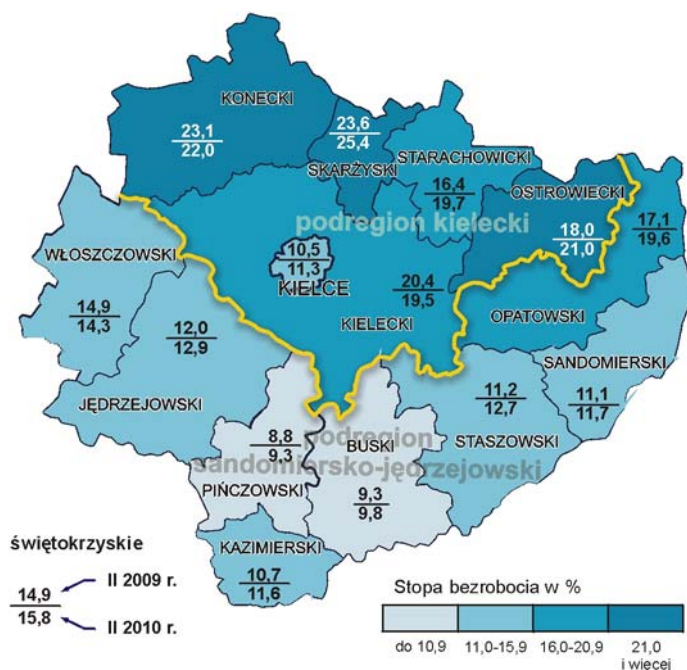 KONECKI
23,1
22,0
23,6
25,4
SKARŻYSKI
STARACHOWICKI
16,4
19,7
OSTROWIECKI
18,0
21,0
17,1
19,6
podregion kielecki
WŁOSZCZOWSKI
14,9
14,3
10,5
11,3
KIELCE
20,4
19,5
KIELECKI
OPATOWSKI
12,0
12,9
JĘDRZEJOWSKI
SANDOMIERSKI
11,1
11,7
11,2
12,7
STASZOWSKI
8,8
9,3
podregion
sandomiersko-jędrzejowski
BUSKI
PIŃCZOWSKI
9,3
9,8
KAZIMIERSKI
10,7
11,6
świętokrzyskie
14,9
II 2009 r.
15,8
II 2010 r.
Stopa bezrobocia w %
do 10,9
11,0-15,9
16,0-20,9
21,0
i więcej